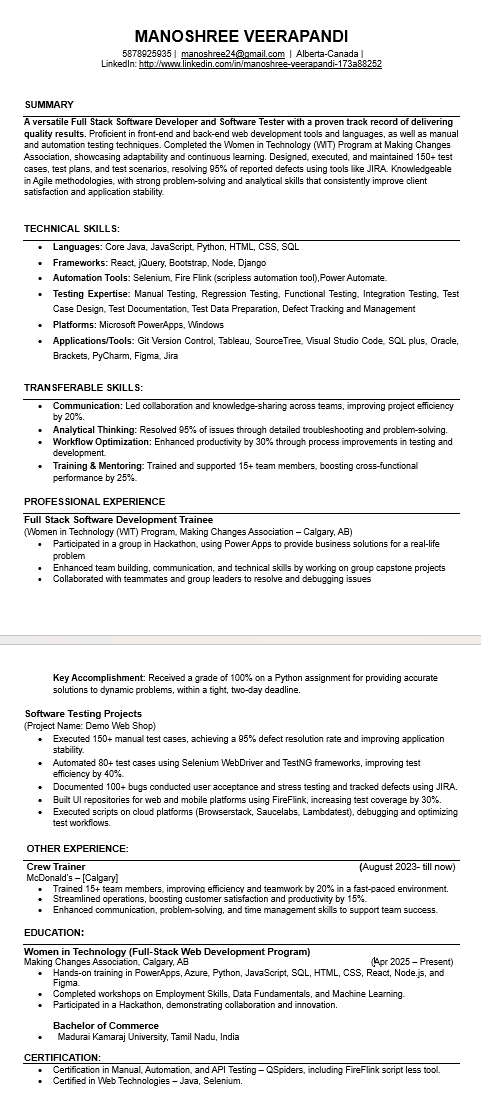 MANOSHREE VEERAPANDI
5878925935 | manoshree24@gmail.com | Alberta-Canada |
LinkedIn: http://www.linkedin.com/in/manoshree-veerapandi-173a88252
SUMMARY
A versatile Full Stack Software Developer and Software Tester with a proven track record of delivering
quality results. Proficient in front-end and back-end web development tools and languages, as well as manual
and automation testing techniques. Completed the Women in Technology (WIT) Program at Making Changes
Association, showcasing adaptability and continuous learning. Designed, executed, and maintained 150+ test
cases, test plans, and test scenarios, resolving 95% of reported defects using tools like JIRA. Knowledgeable
in Agile methodologies, with strong problem-solving and analytical skills that consistently improve client
satisfaction and application stability.
TECHNICAL SKILLS:
• Languages: Core Java, JavaScript, Python, HTML, CSS, SQL
• Frameworks: React, jQuery, Bootstrap, Node, Django
• Automation Tools: Selenium, Fire Flink (scripless automation tool),Power Automate.
• Testing Expertise: Manual Testing, Regression Testing, Functional Testing, Integration Testing, Test
Case Design, Test Documentation, Test Data Preparation, Defect Tracking and Management
• Platforms: Microsoft PowerApps, Windows
• Applications/Tools: Git Version Control, Tableau, SourceTree, Visual Studio Code, SQL plus, Oracle,
Brackets, PyCharm, Figma, Jira
TRANSFERABLE SKILLS:
• Communication: Led collaboration and knowledge-sharing across teams, improving project efficiency
by 20%.
• Analytical Thinking: Resolved 95% of issues through detailed troubleshooting and problem-solving.
• Workflow Optimization: Enhanced productivity by 30% through process improvements in testing and
development.
• Training & Mentoring: Trained and supported 15+ team members, boosting cross-functional
performance by 25%.
PROFESSIONAL EXPERIENCE
Full Stack Software Development Trainee
(Women in Technology (WIT) Program, Making Changes Association – Calgary, AB)
• Participated in a group in Hackathon, using Power Apps to provide business solutions for a real-life
problem
• Enhanced team building, communication, and technical skills by working on group capstone projects
• Collaborated with teammates and group leaders to resolve and debugging issues
Key Accomplishment: Received a grade of 100% on a Python assignment for providing accurate
solutions to dynamic problems, within a tight, two-day deadline.
Software Testing Projects
(Project Name: Demo Web Shop)
• Executed 150+ manual test cases, achieving a 95% defect resolution rate and improving application
stability.
• Automated 80+ test cases using Selenium WebDriver and TestNG frameworks, improving test
efficiency by 40%.
• Documented 100+ bugs conducted user acceptance and stress testing and tracked defects using JIRA.
• Built UI repositories for web and mobile platforms using FireFlink, increasing test coverage by 30%.
• Executed scripts on cloud platforms (Browserstack, Saucelabs, Lambdatest), debugging and optimizing
test workflows.
OTHER EXPERIENCE:
Crew Trainer (August 2023- till now)
McDonald's – [Calgary]
• Trained 15+ team members, improving efficiency and teamwork by 20% in a fast-paced environment.
• Streamlined operations, boosting customer satisfaction and productivity by 15%.
• Enhanced communication, problem-solving, and time management skills to support team success.
EDUCATION:
Women in Technology (Full-Stack Web Development Program)
Making Changes Association, Calgary, AB (Apr 2025 – Present)
• Hands-on training in PowerApps, Azure, Python, JavaScript, SQL, HTML, CSS, React, Node.js, and
Figma.
• Completed workshops on Employment Skills, Data Fundamentals, and Machine Learning.
• Participated in a Hackathon, demonstrating collaboration and innovation.
Bachelor of Commerce
• Madurai Kamaraj University, Tamil Nadu, India
CERTIFICATION:
• Certification in Manual, Automation, and API Testing – QSpiders, including FireFlink script less tool.
• Certified in Web Technologies – Java, Selenium.